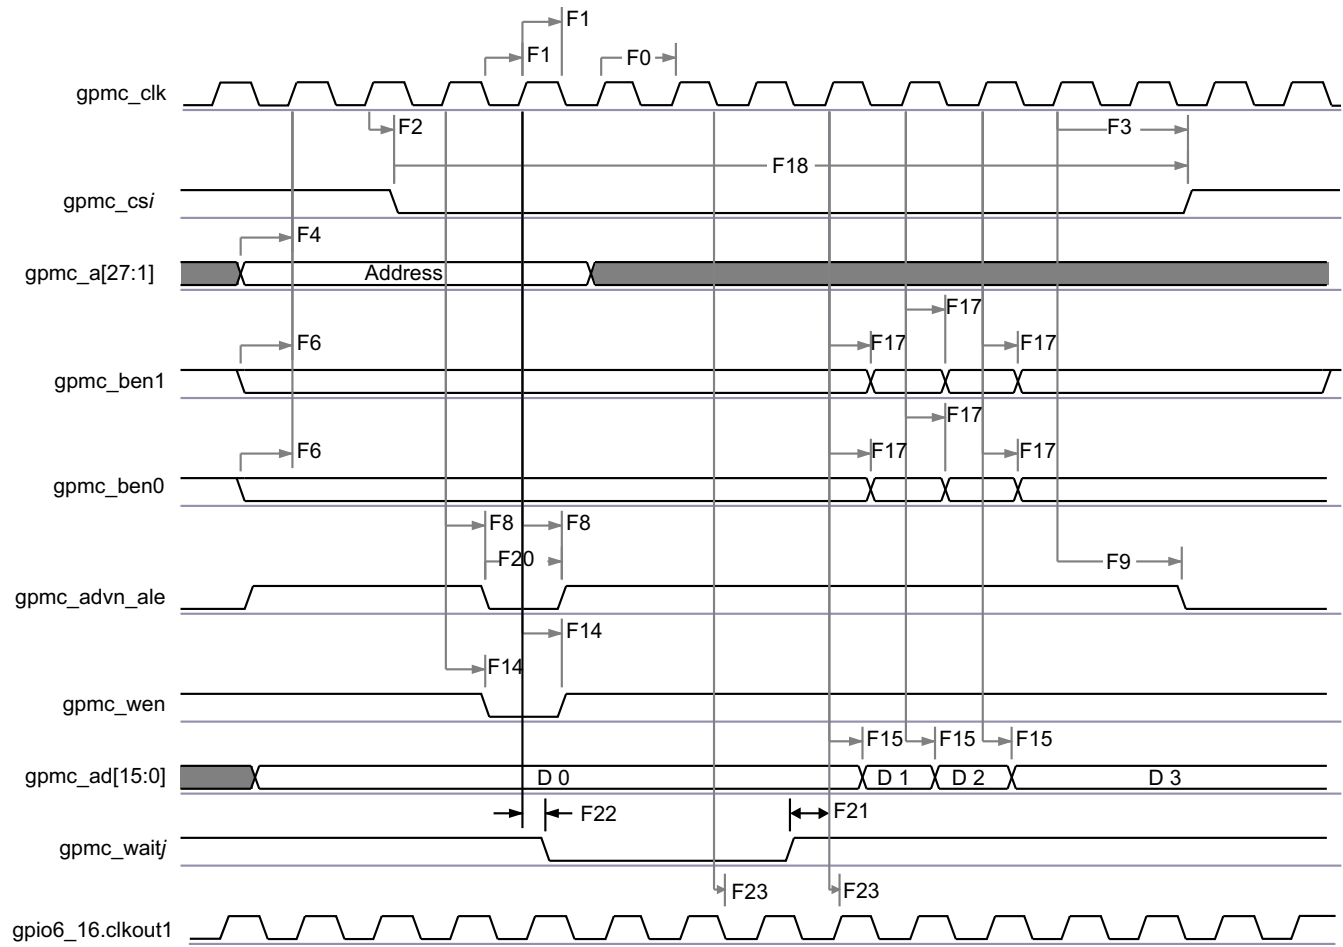 F1
F1 F0
gpmc_clk
F2 F3
F18
gpmc_csi
F4
gpmc_a[27:1] Address
F17
F6 F17 F17
gpmc_ben1
F17
F6 F17 F17
gpmc_ben0
F8 F8
F20 F9
gpmc_advn_ale
F14
F14
gpmc_wen
F15 F15 F15
gpmc_ad[15:0] D 0 D 1 D 2 D 3
F22 F21
gpmc_waitj
F23 F23
gpio6_16.clkout1